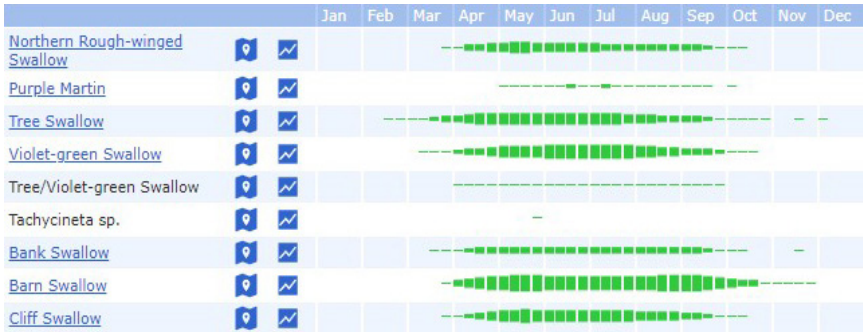 Jan Feb Mar Apr May Jun Jul Aug Sep Oct Nov Dec
Northern Rough-winged
Swallow
Purple Martin
Tree Swallow
Violet-green Swallow
Tree/Violet-green Swallow
Tachycineta sp.
Bank Swallow
Barn Swallow
Cliff Swallow